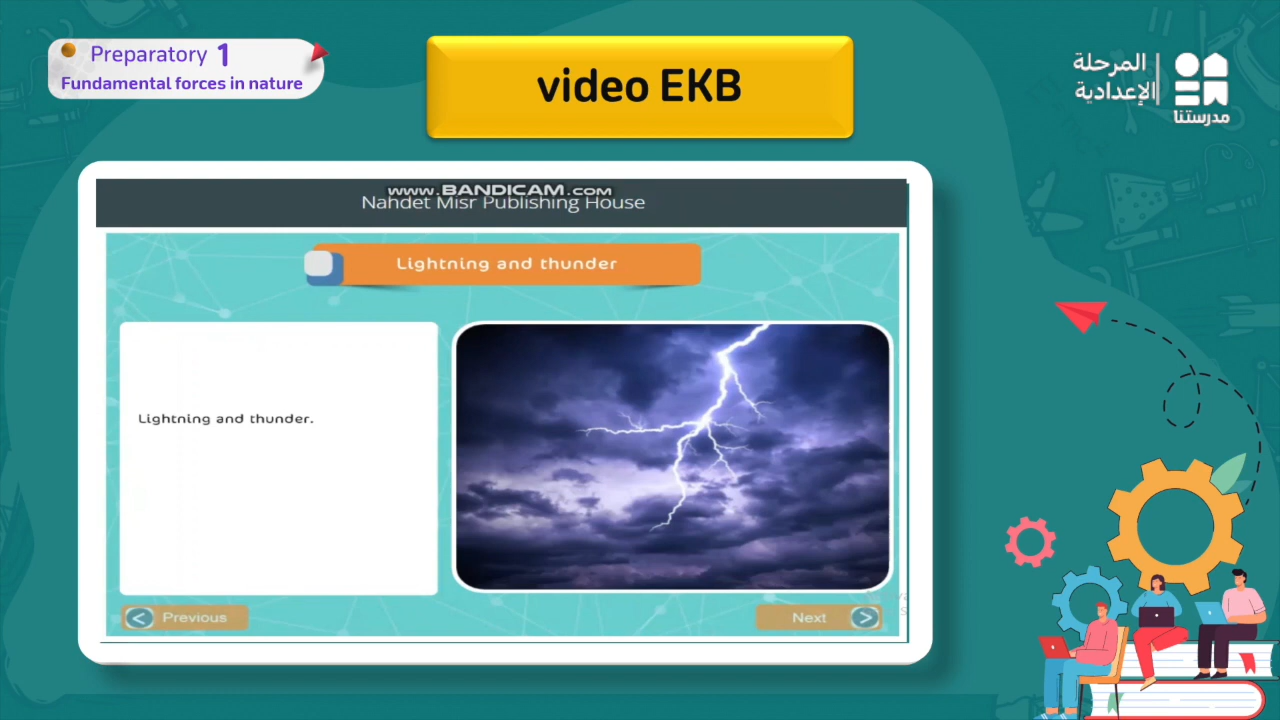 Preparatory 1
Fundamental forces in nature
video EKB
المرحلة
الإعدادية
مدرستنا
www.BANDICAM.com
Nahdet Misr Publishing House
Lightning and thunder
Lightning and thunder.
Previous
Next